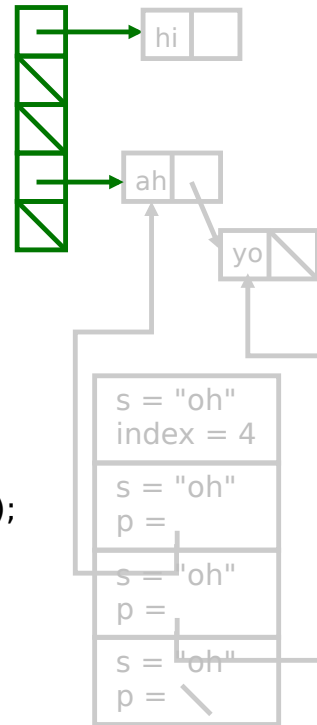 hi
ah
yo
s = "oh"
index = 4
s = "oh"
);
p =
s = "oh"
p =
s = "oh"
p =